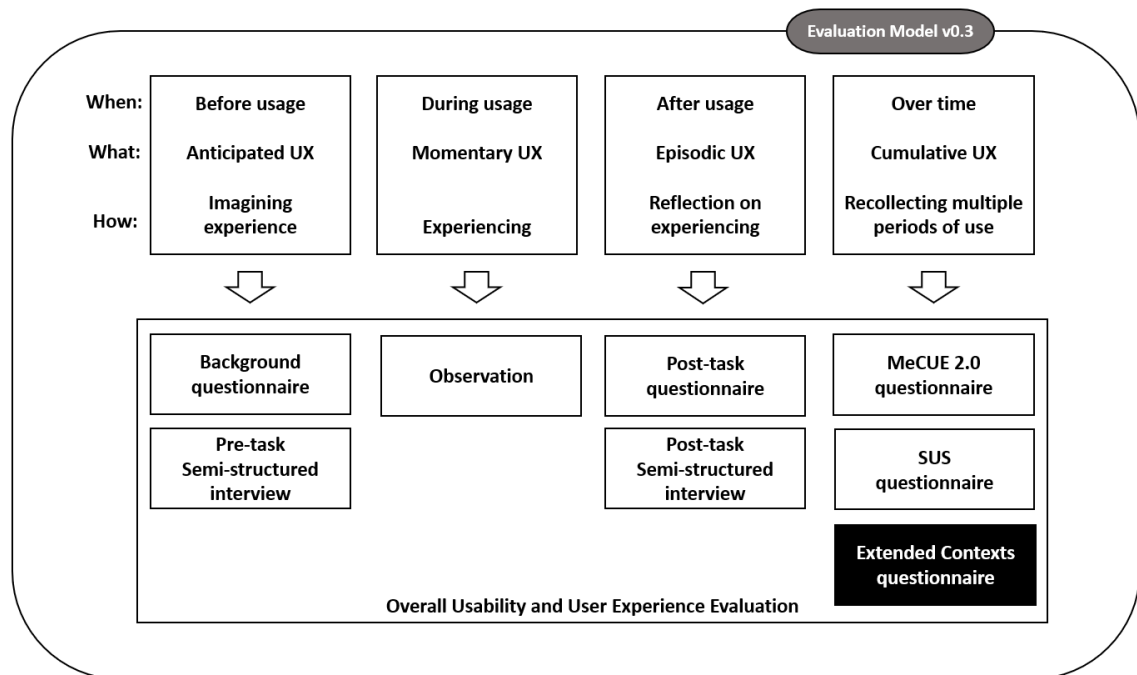 Evaluation Model v0.3
When:
Before usage
During usage
After usage
Over time
What:
Anticipated UX
Momentary UX
Episodic UX
Cumulative UX
How:
Imagining
experience
Experiencing
Reflection on
experiencing
Recollecting multiple
periods of use
Background
questionnaire
Observation
Post-task
questionnaire
MeCUE 2.0
questionnaire
Pre-task
Semi-structured
interview
Post-task
Semi-structured
interview
SUS
questionnaire
Extended Contexts
questionnaire
Overall Usability and User Experience Evaluation